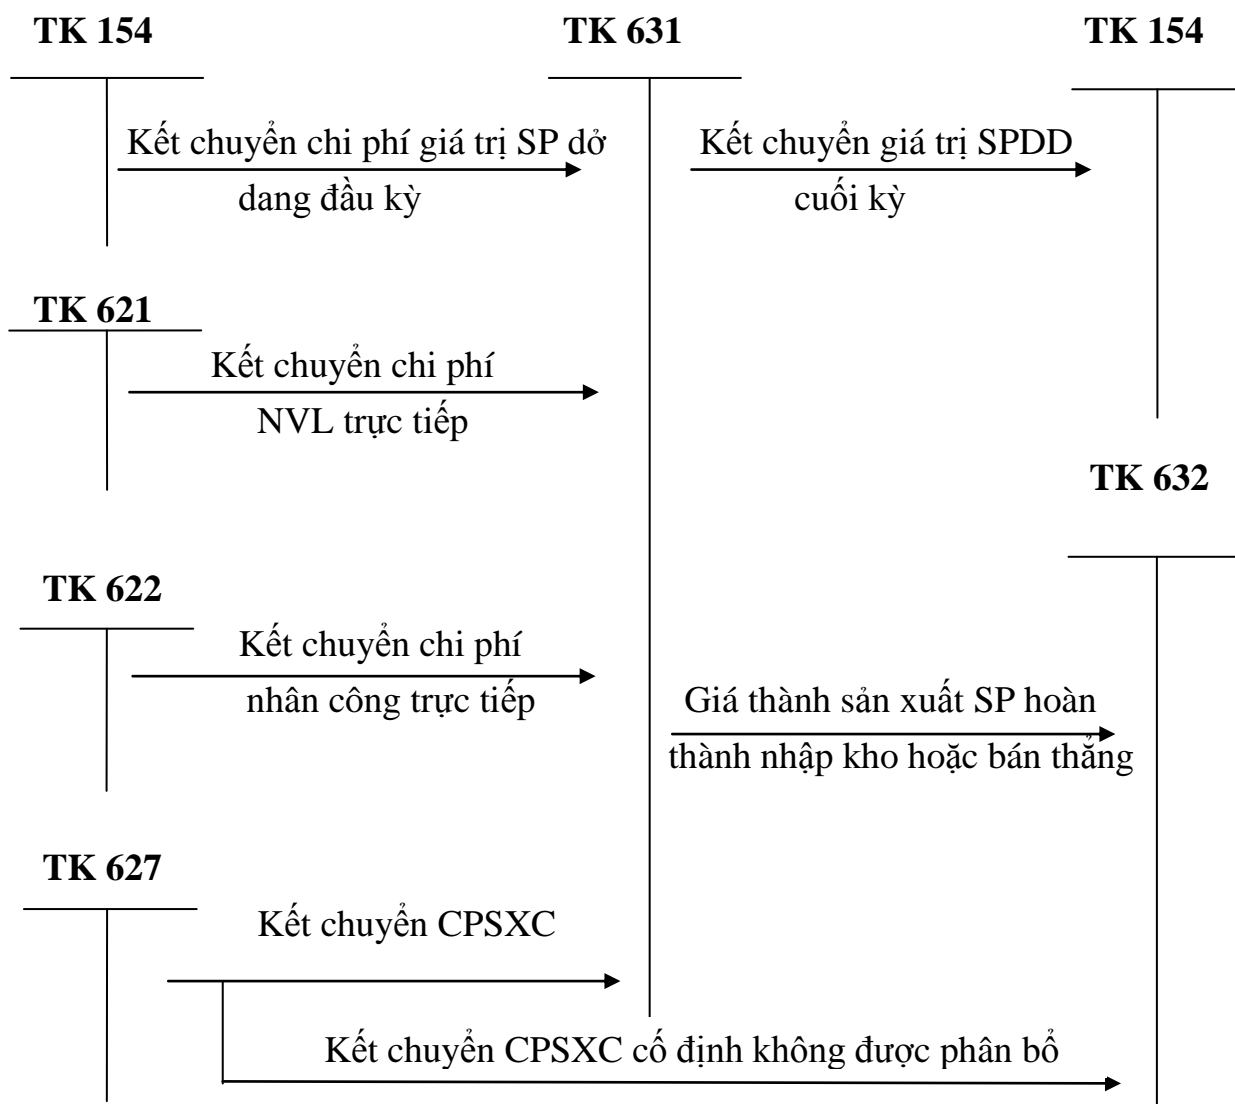 TK 154
TK 631
TK 154
Kết chuyển chi phí giá trị SP dở
dang đầu kỳ
Kết chuyển giá trị SPDD
cuối kỳ
TK 621
Kết chuyển chi phí
NVL trực tiếp
TK 632
TK 622
Kết chuyển chi phí
nhân công trực tiếp
Giá thành sản xuất SP hoàn
thành nhập kho hoặc bán thẳng
TK 627
Kết chuyển CPSXC
Kết chuyển CPSXC cố định không được phân bổ